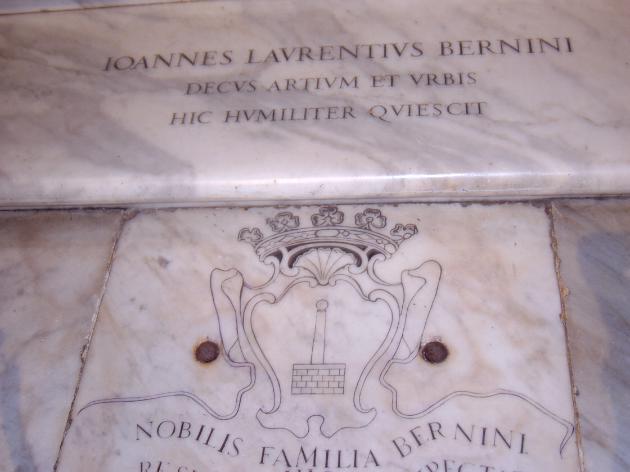 IOANNES LAVRENTIVS BERNINI
DECVS ARTIVM ET VRBIS
HIC HVMILITER QVIESCIT
NOBILIS FAMILIA BERNINI